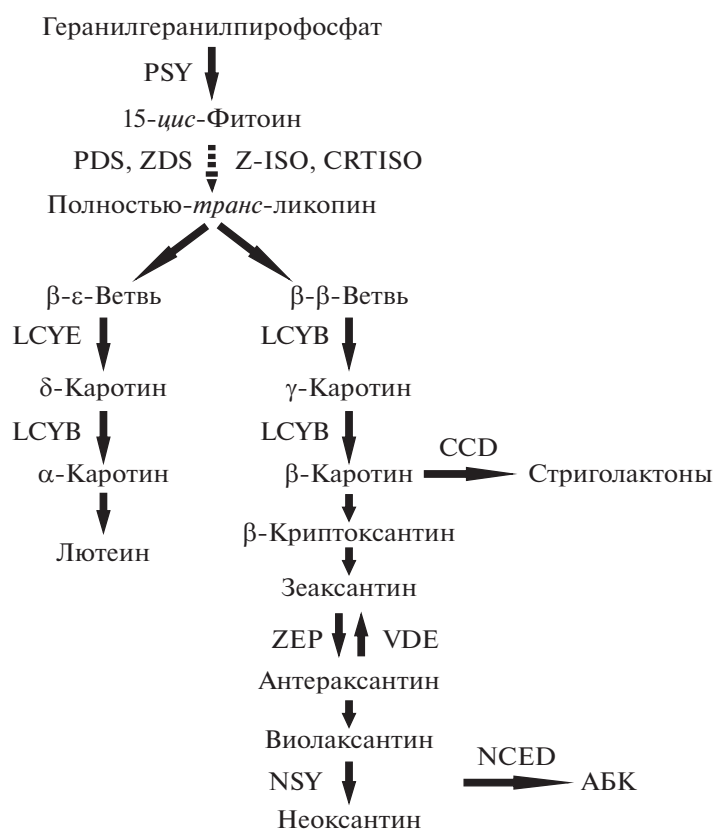 Геранилгеранилпирофосфат
PSY
15-цис-Фитоин
PDS, ZDS Z-ISO, CRTISO
Полностью-транс-ликопин
β-ε-Ветвь β-β-Ветвь
LCYE LCYB
δ-Каротин γ-Каротин
LCYB LCYB CCD
α-Каротин β-Каротин Стриголактоны
β-Криптоксантин
Лютеин
Зеаксантин
ZEP VDE
Антераксантин
Виолаксантин
NSY NCED АБК
Неоксантин